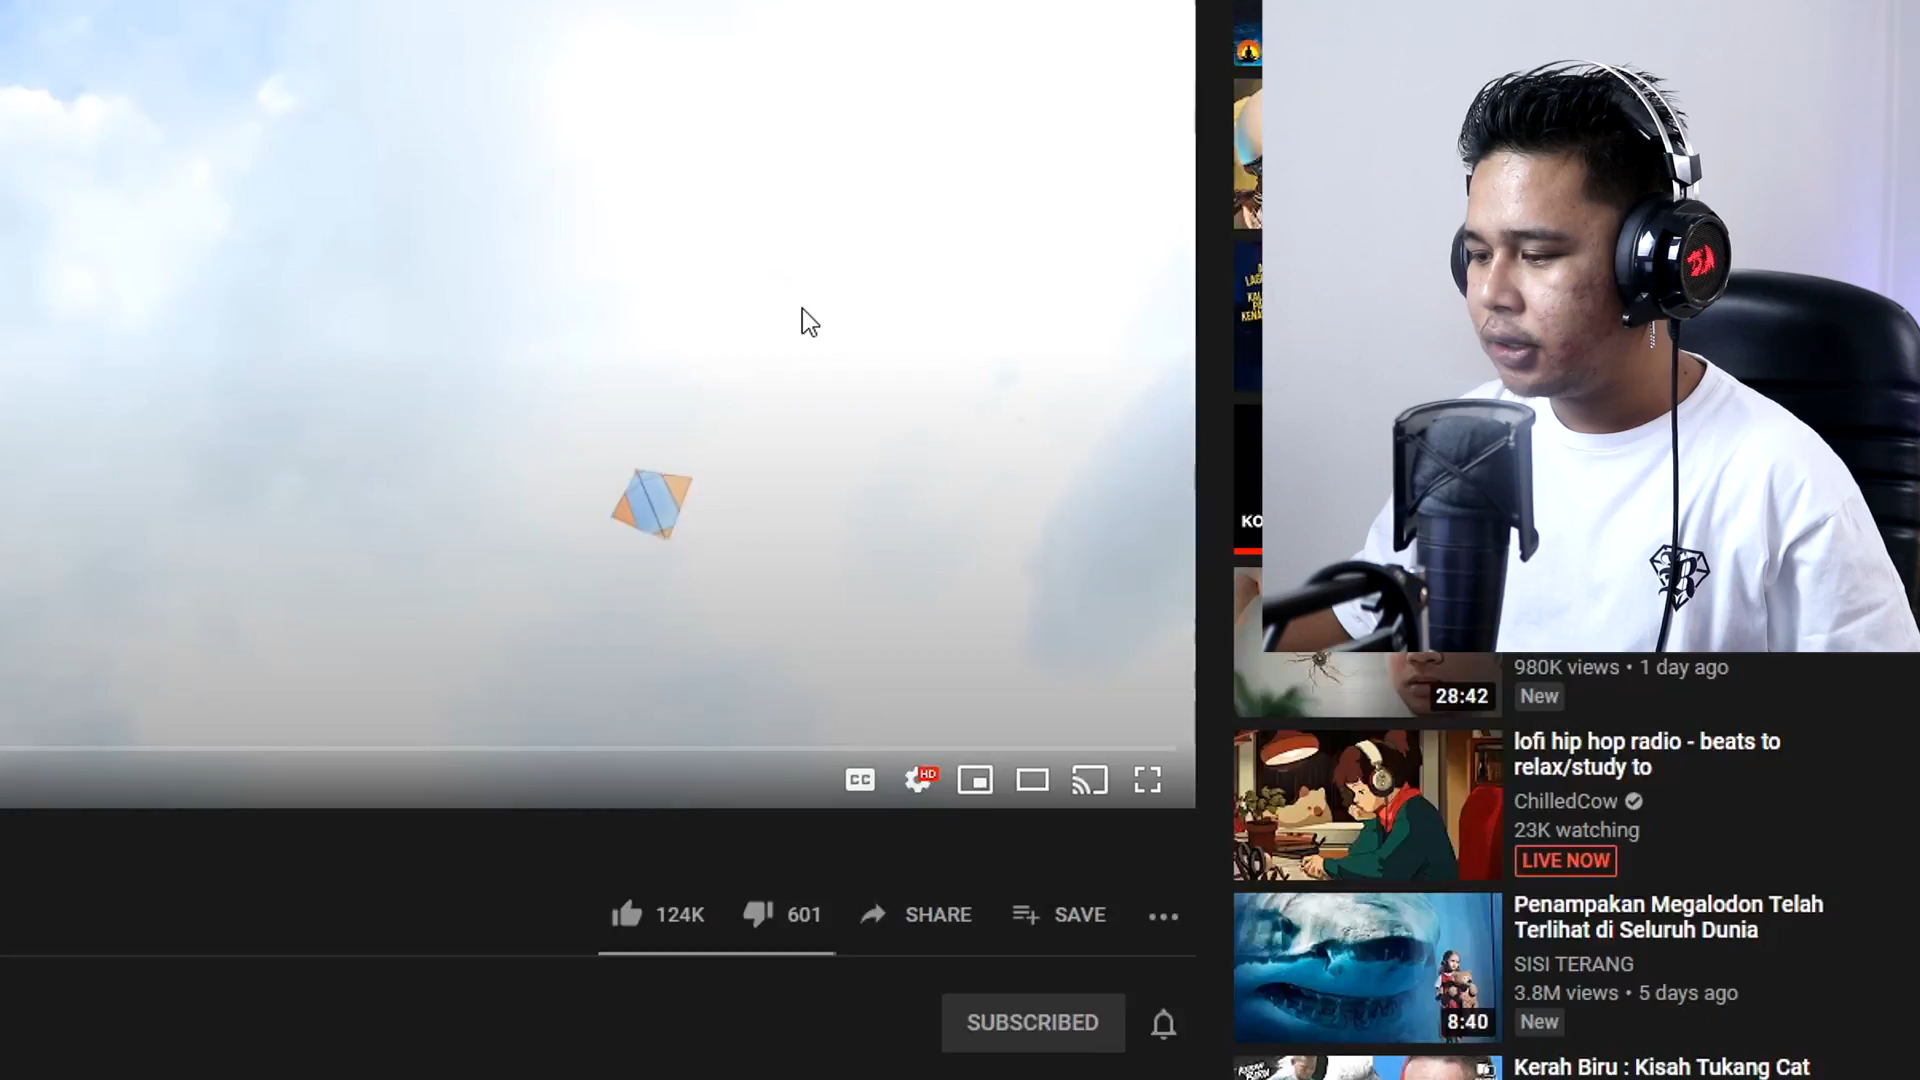 KO
28:42
980K views • 1 day ago
New
CC
HD
lofi hip hop radio - beats to
relax/study to
ChilledCow
23K watching
LIVE NOW
124K
601
SHARE
SAVE
Penampakan Megalodon Telah
Terlihat di Seluruh Dunia
SISI TERANG
3.8M views • 5 days ago
New
8:40
SUBSCRIBED
Kerah Biru : Kisah Tukang Cat